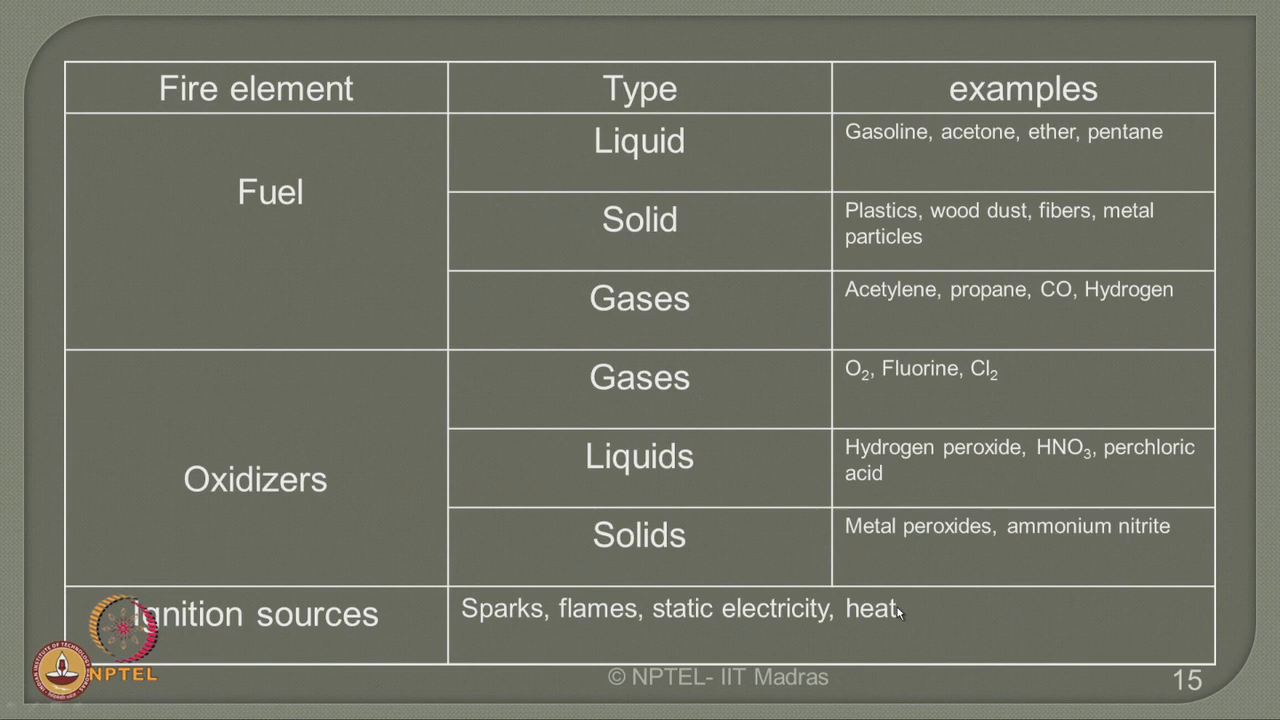 Fire element
Type
examples
Fuel
Liquid
Gasoline, acetone, ether, pentane
Solid
Plastics, wood dust, fibers, metal
particles
Gases
Acetylene, propane, CO, Hydrogen
Oxidizers
Gases
O₂, Fluorine, Cl₂
Liquids
Hydrogen peroxide, HNO₃, perchloric
acid
Solids
Metal peroxides, ammonium nitrite
Ignition sources
Sparks, flames, static electricity, heat
NPTEL
© NPTEL- IIT Madras
15